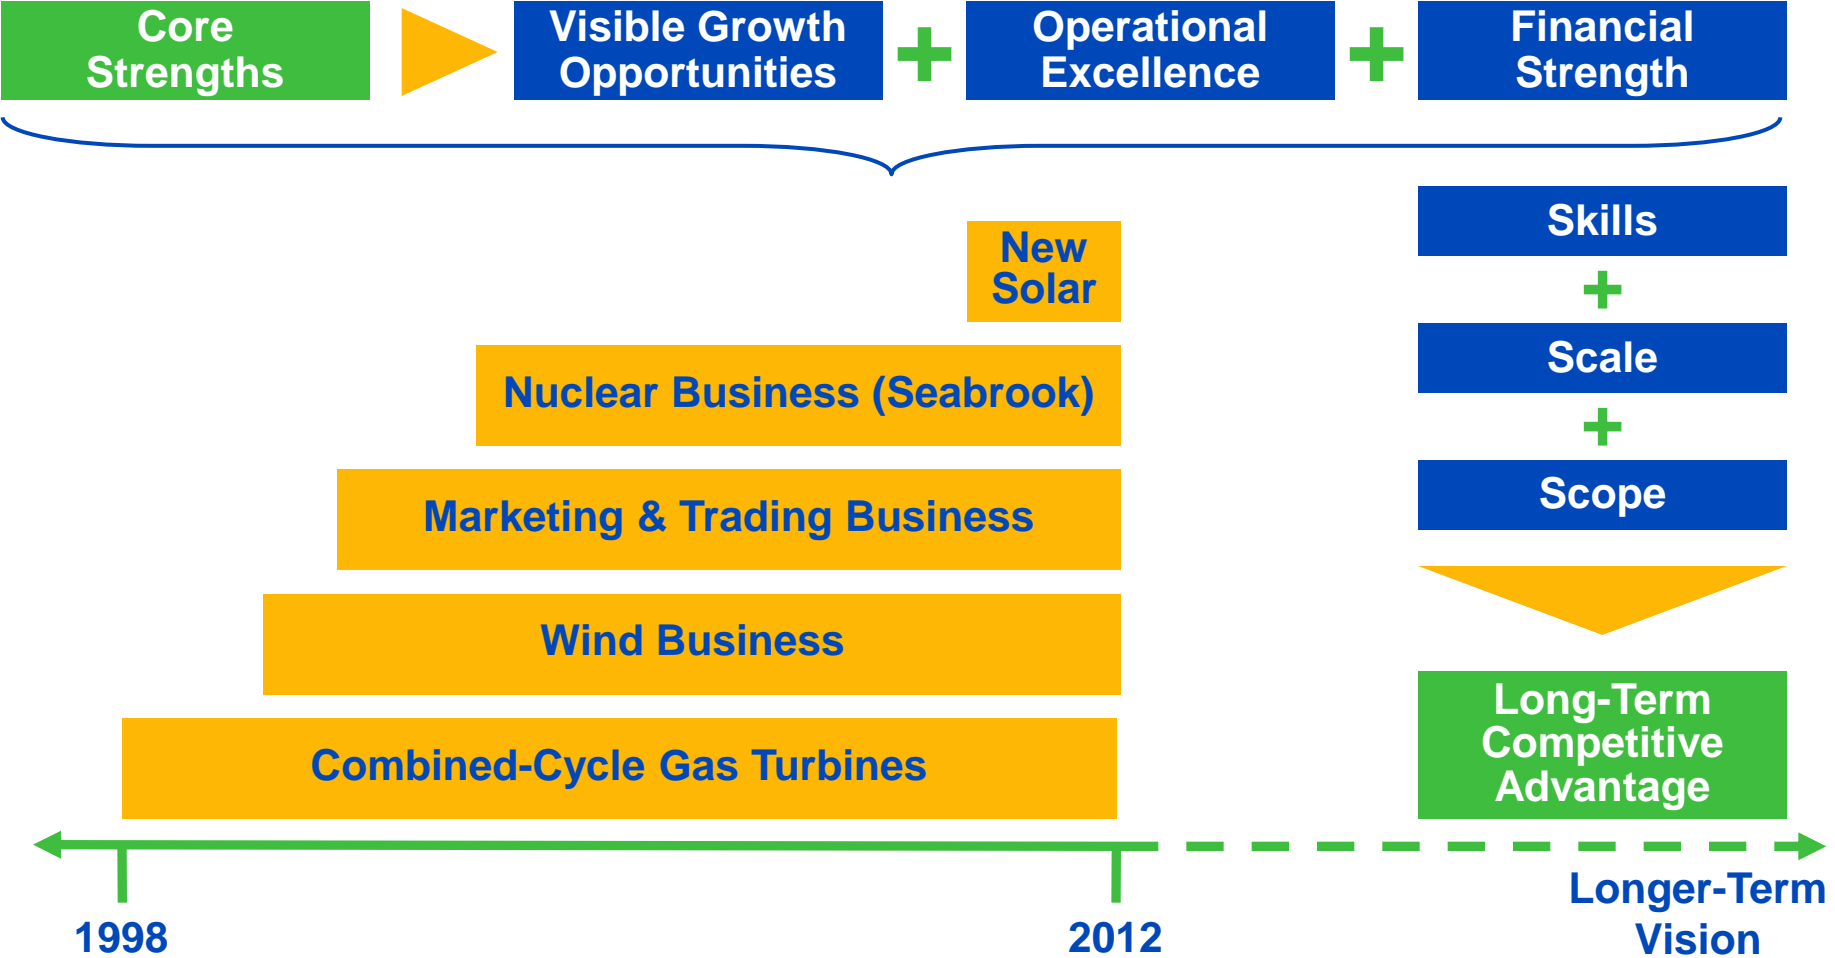 Core
Strengths
Visible Growth
Opportunities
+
Operational
Excellence
+
Financial
Strength
New
Solar
Nuclear Business (Seabrook)
Marketing & Trading Business
Wind Business
Combined-Cycle Gas Turbines
Skills
+
Scale
+
Scope
Long-Term
Competitive
Advantage
1998
2012
Longer-Term
Vision